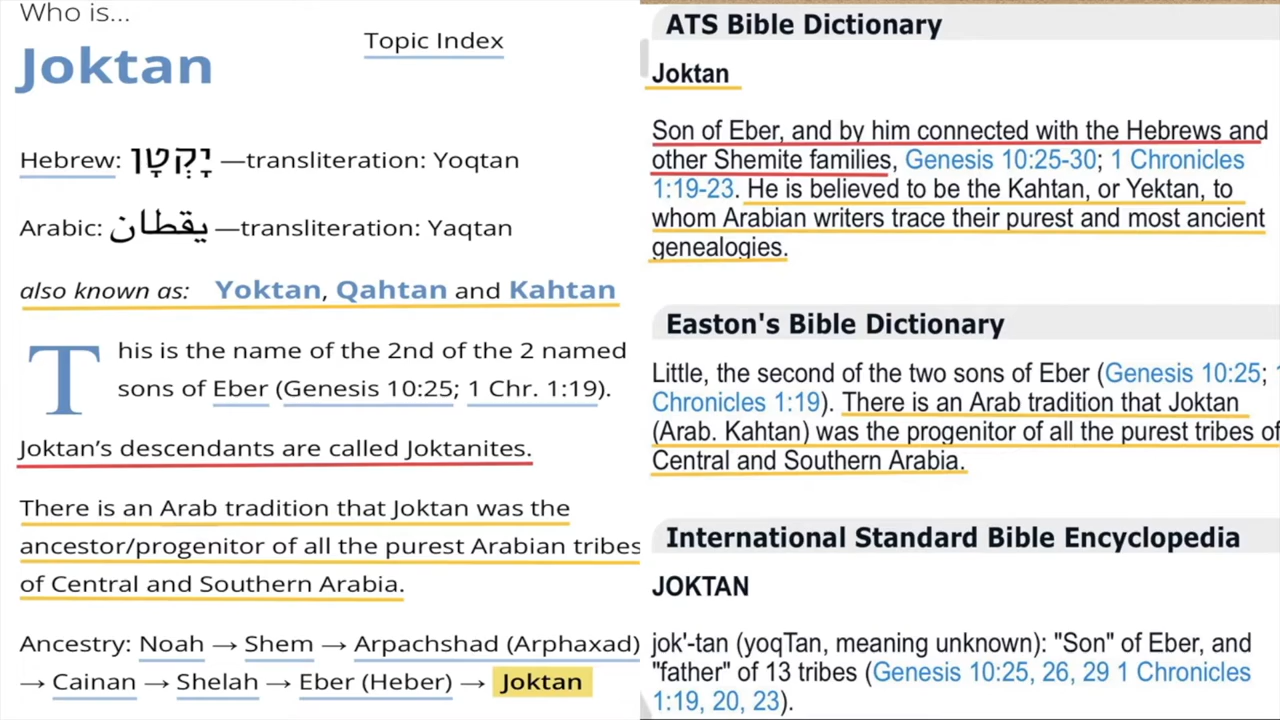 Who is...
Topic Index
Joktan
Hebrew: יָקְטָן —transliteration: Yoqtan
Arabic: يقطان —transliteration: Yaqtan
also known as: Yoktan, Qahtan and Kahtan
This is the name of the 2nd of the 2 named
sons of Eber (Genesis 10:25; 1 Chr. 1:19).
Joktan’s descendants are called Joktanites.
There is an Arab tradition that Joktan was the
ancestor/progenitor of all the purest Arabian tribes
of Central and Southern Arabia.
Ancestry: Noah → Shem → Arpachshad (Arphaxad)
→ Cainan → Shelah → Eber (Heber) → Joktan
ATS Bible Dictionary
Joktan
Son of Eber, and by him connected with the Hebrews and
other Shemite families, Genesis 10:25-30; 1 Chronicles
1:19-23. He is believed to be the Kahtan, or Yektan, to
whom Arabian writers trace their purest and most ancient
genealogies.
Easton's Bible Dictionary
Little, the second of the two sons of Eber (Genesis 10:25; 1
Chronicles 1:19). There is an Arab tradition that Joktan
(Arab. Kahtan) was the progenitor of all the purest tribes of
Central and Southern Arabia.
International Standard Bible Encyclopedia
JOKTAN
jok'-tan (yoqTan, meaning unknown): "Son" of Eber, and
"father" of 13 tribes (Genesis 10:25, 26, 29 1 Chronicles
1:19, 20, 23).